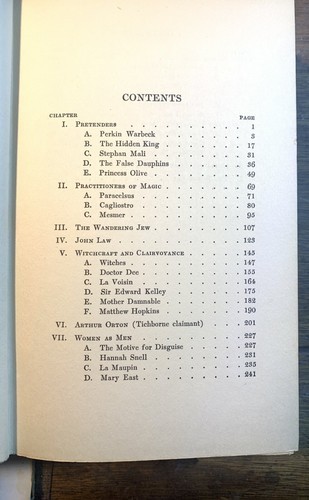 CONTENTS
CHAPTER PAGE
I. PRETENDERS . . . . . . . . . . 1
A. Perkin Warbeck . . . . . . . . 3
B. The Hidden King . . . . . . . . 17
C. Stephan Mali . . . . . . . . . 31
D. The False Dauphins . . . . . . . 36
E. Princess Olive . . . . . . . . 49
II. PRACTITIONERS OF MAGIC . . . . . . . 69
A. Paracelsus . . . . . . . . . 71
B. Cagliostro . . . . . . . . . 80
C. Mesmer . . . . . . . . . . 95
III. THE WANDERING JEW . . . . . . . . 107
IV. JOHN LAW . . . . . . . . . . 123
V. WITCHCRAFT AND CLAIRVOYANCE . . . . . 145
A. Witches . . . . . . . . . . 147
B. Doctor Dee . . . . . . . . . 155
C. La Voisin . . . . . . . . . 164
D. Sir Edward Kelley . . . . . . . 175
E. Mother Damnable . . . . . . . 182
F. Matthew Hopkins . . . . . . . 190
VI. ARTHUR ORTON (Tichborne claimant) . . . . 201
VII. WOMEN AS MEN . . . . . . . . . 227
A. The Motive for Disguise . . . . . . 227
B. Hannah Snell . . . . . . . . 231
C. La Maupin . . . . . . . . . 235
D. Mary East . . . . . . . . . 241